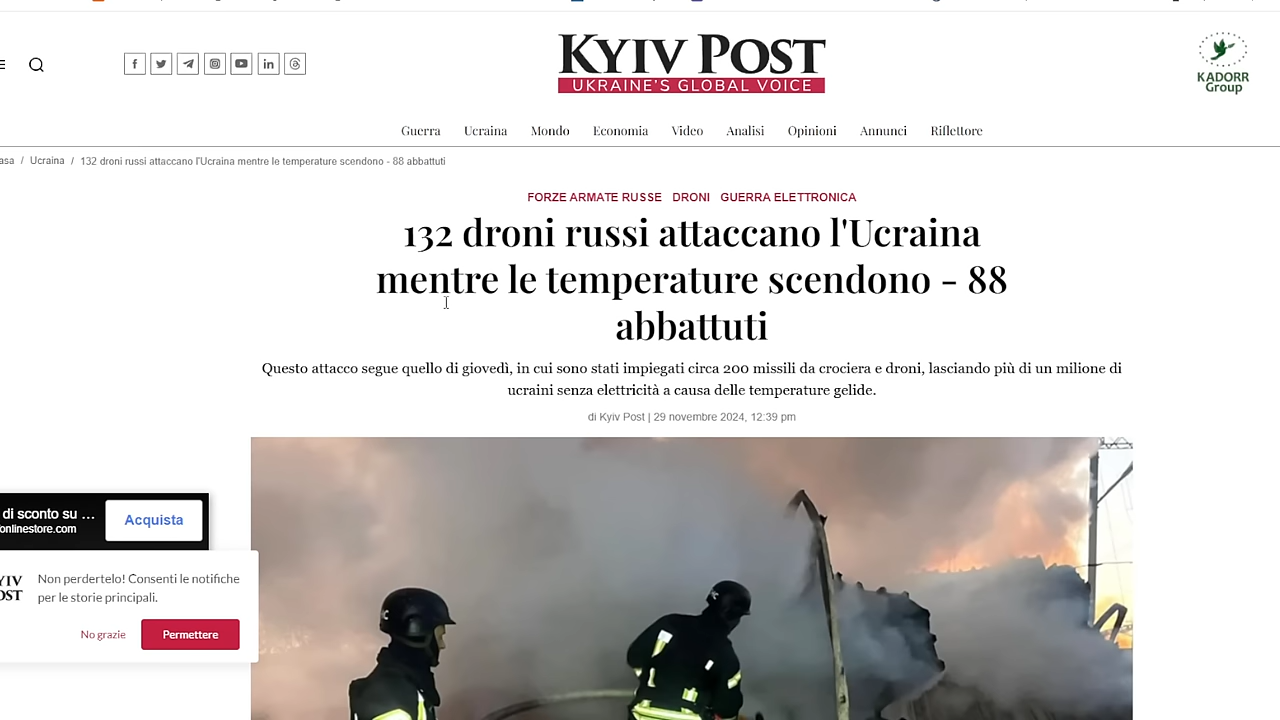 KYIV POST
UKRAINE'S GLOBAL VOICE
KADORR
Group
Guerra Ucraina Mondo Economia Video Analisi Opinioni Annunci Riflettore
asa / Ucraina / 132 droni russi attaccano l'Ucraina mentre le temperature scendono - 88 abbattuti
FORZE ARMATE RUSSE DRONI GUERRA ELETTRONICA
132 droni russi attaccano l'Ucraina
mentre le temperature scendono - 88
abbattuti
Questo attacco segue quello di giovedì, in cui sono stati impiegati circa 200 missili da crociera e droni, lasciando più di un milione di
ucraini senza elettricità a causa delle temperature gelide.
di Kyiv Post | 29 novembre 2024, 12:39 pm
di sconto su ...
onlinestore.com
Acquista
YIV
OST
Non perdertelo! Consenti le notifiche
per le storie principali.
No grazie
Permettere